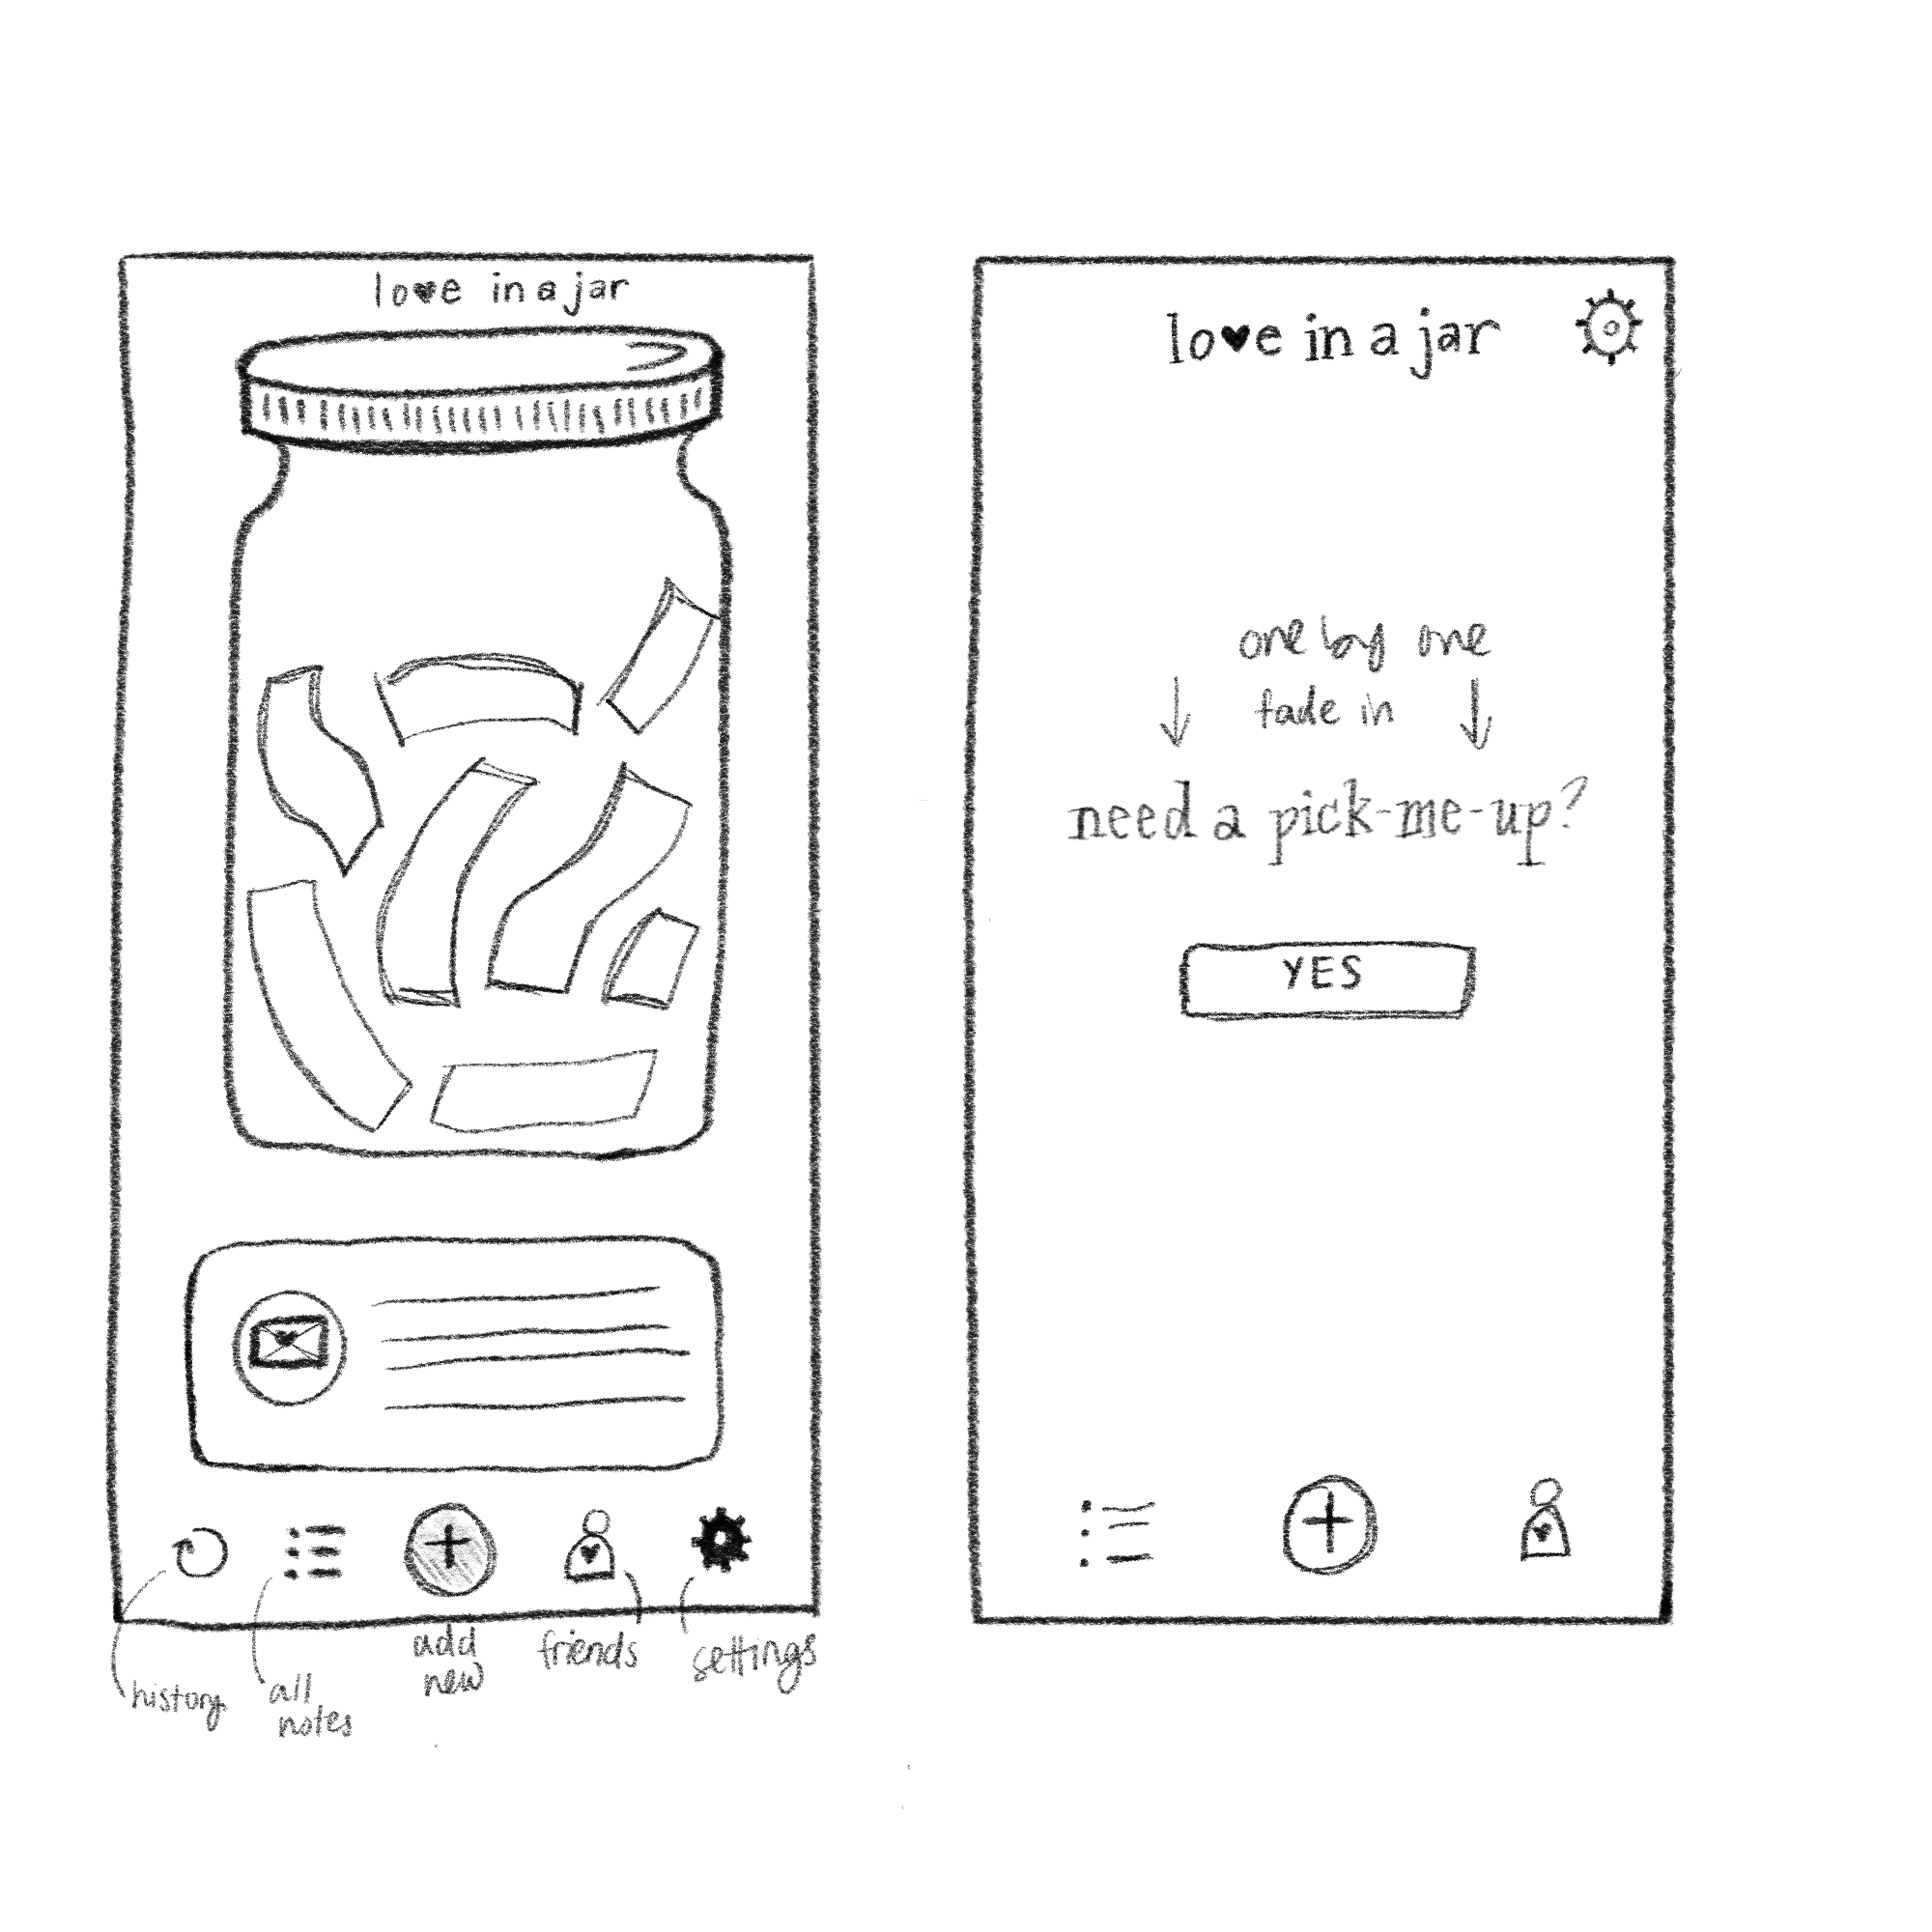 lo♥e in a jar
history
all
notes
add
new
friends
settings
lo♥e in a jar
one by one
fade in
need a pick-me-up?
YES